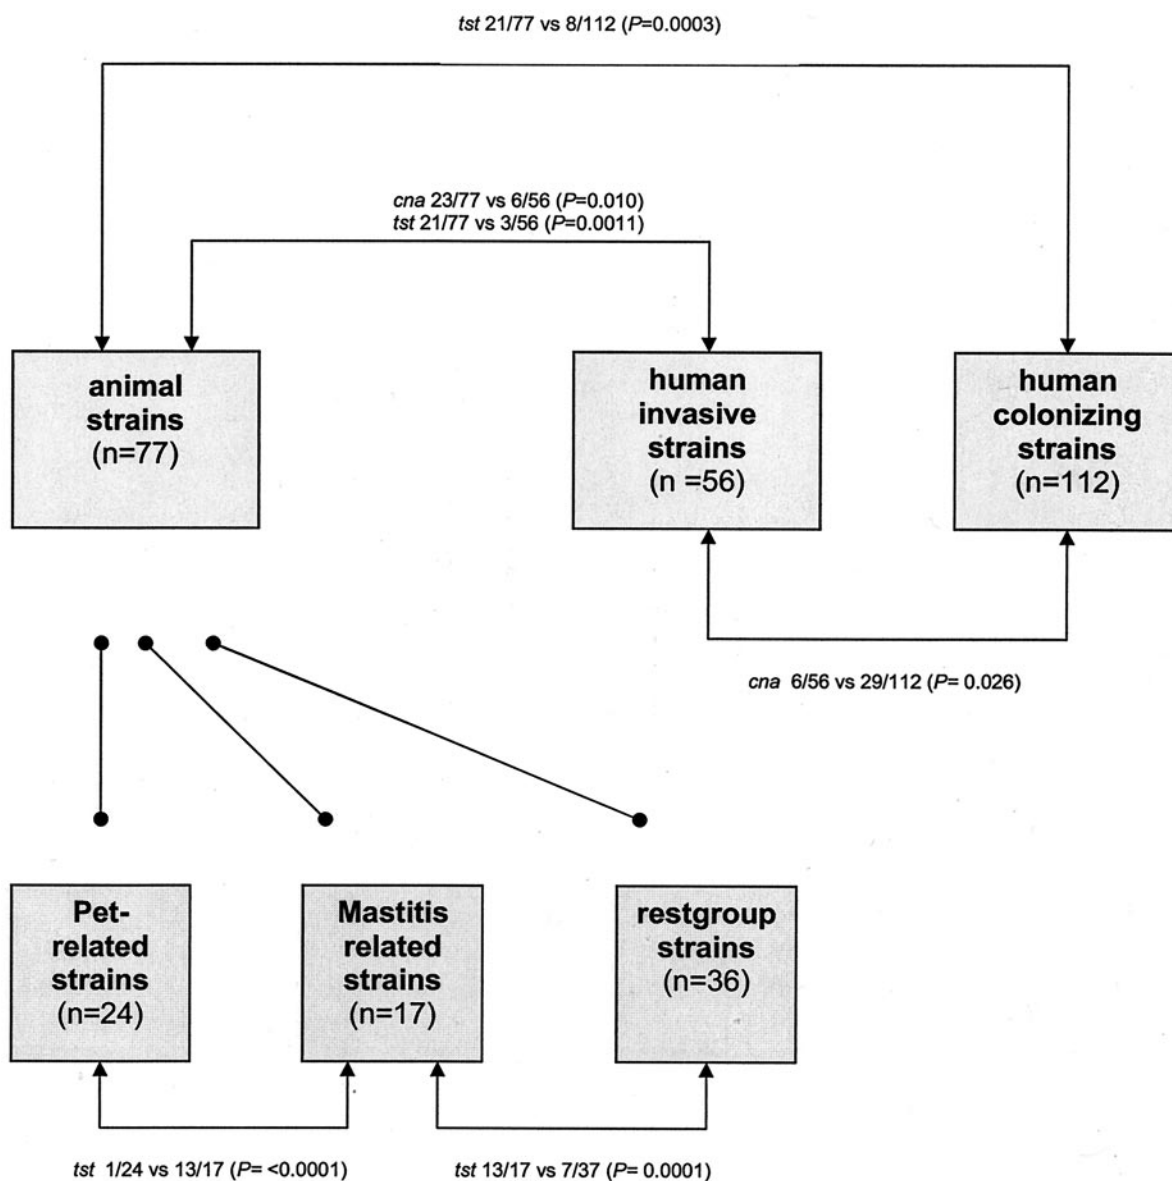 tst 21/77 vs 8/112 (P=0.0003)
cna 23/77 vs 6/56 (P=0.010)
tst 21/77 vs 3/56 (P=0.0011)
animal
strains
(n=77)
human
invasive
strains
(n =56)
human
colonizing
strains
(n=112)
cna 6/56 vs 29/112 (P= 0.026)
Pet-
related
strains
(n=24)
Mastitis
related
strains
(n=17)
restgroup
strains
(n=36)
tst 1/24 vs 13/17 (P= <0.0001)
tst 13/17 vs 7/37 (P= 0.0001)